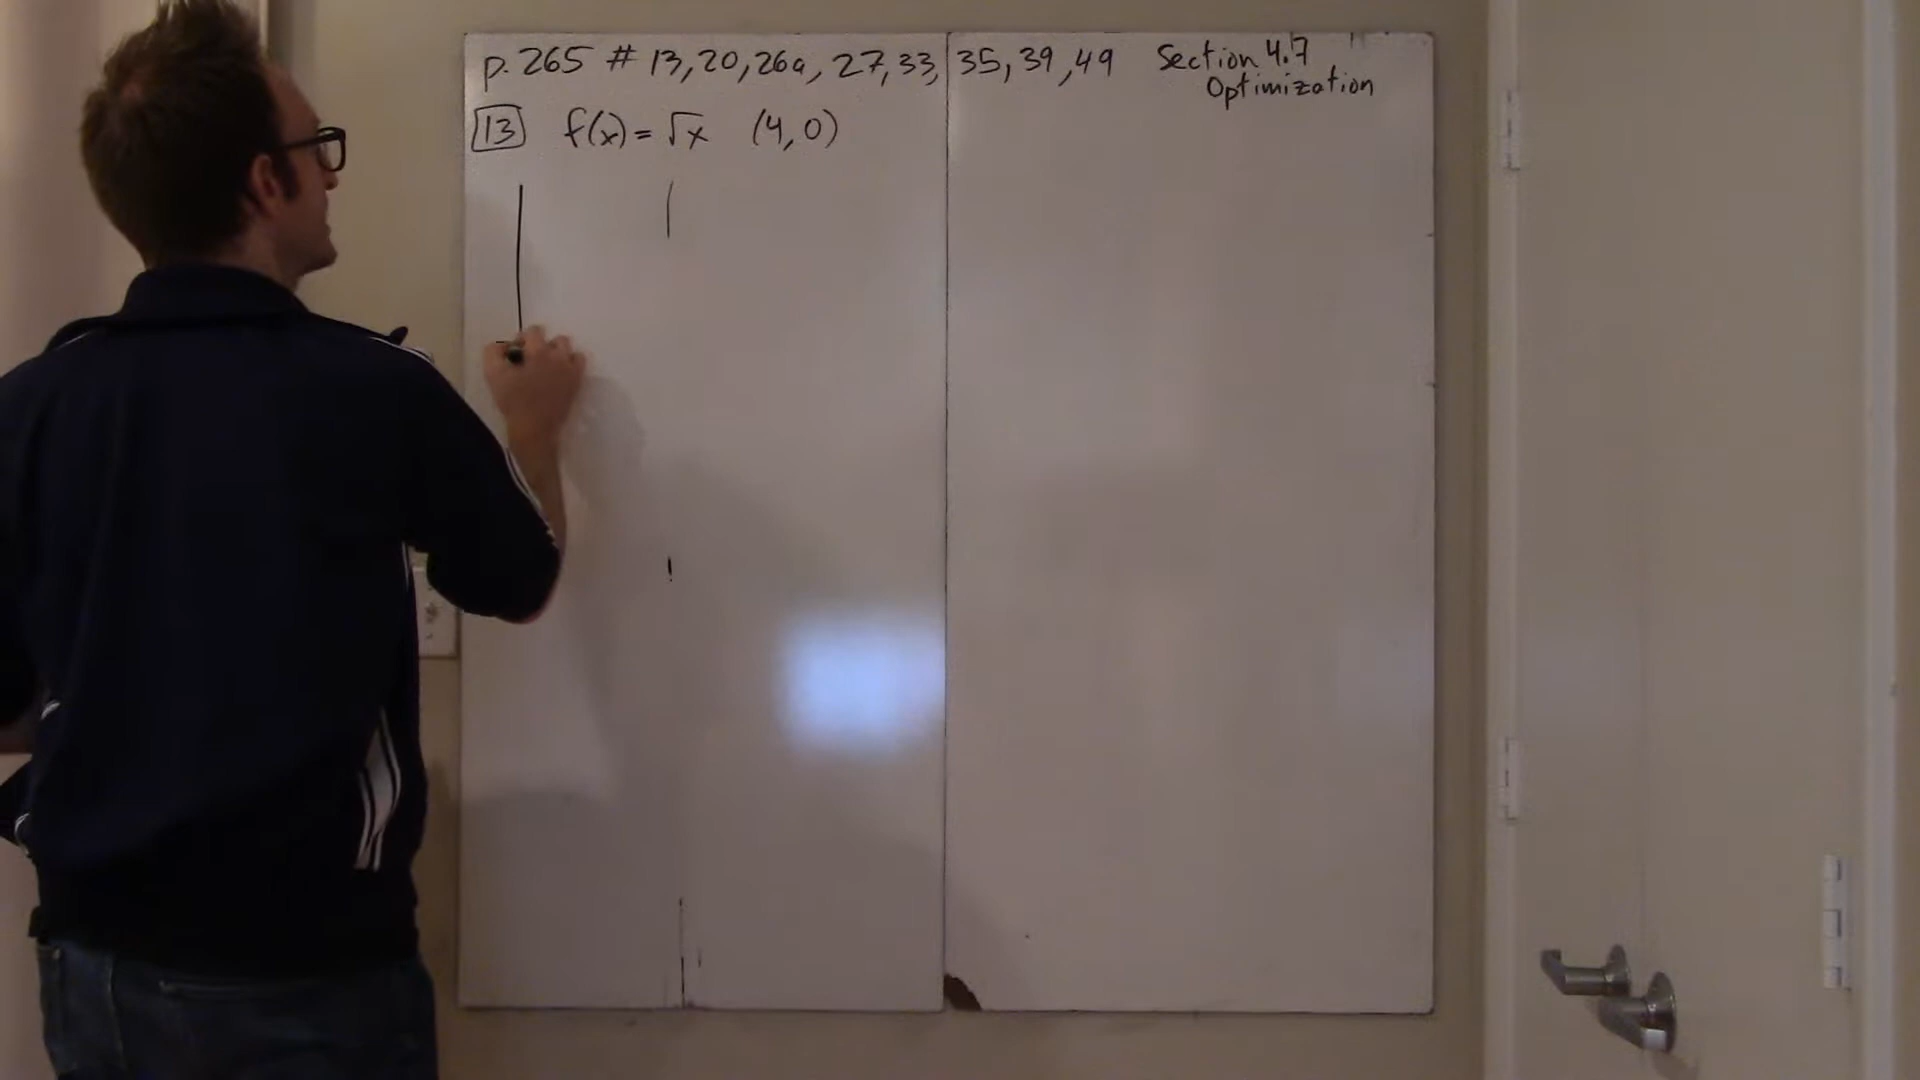 p. 265 # 13, 20, 26a, 27, 33, 35, 39, 49 Section 4.7
Optimization
13 f(x) = √x (4, 0)